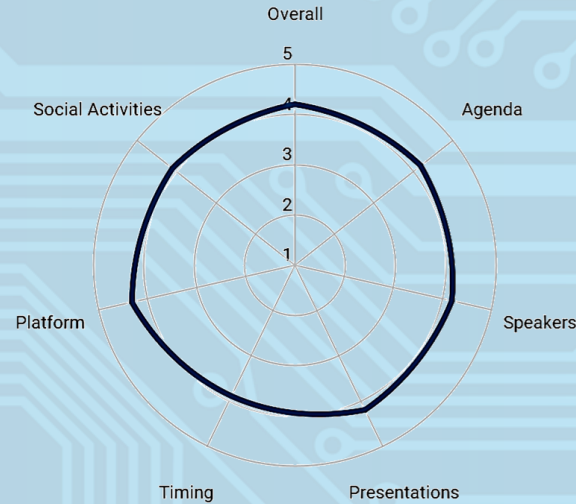 Overall
5
Social Activities
4
Agenda
3
2
1
Platform
Speakers
Timing
Presentations